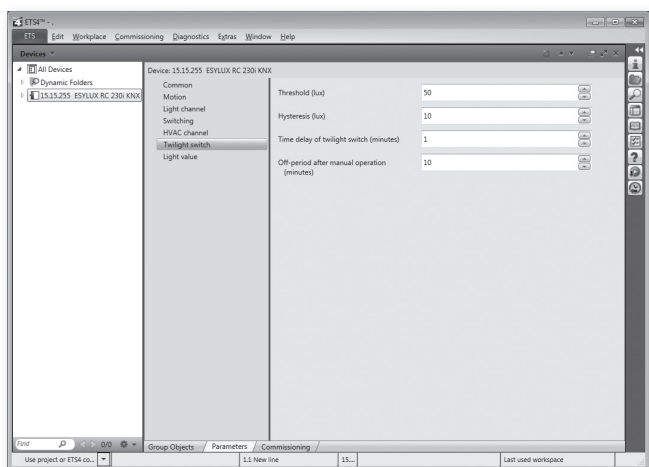 ETS4™ - .
ETS Edit Workplace Commissioning Diagnostics Extras Window Help
Devices
All Devices
Dynamic Folders
15.15.255 ESYLUX RC 230i KNX
Device: 15.15.255 ESYLUX RC 230i KNX
Common
Motion
Light channel
Switching
HVAC channel
Twilight switch
Light value
Threshold (lux) 50
Hysteresis (lux) 10
Time delay of twilight switch (minutes) 1
Off-period after manual operation
(minutes)
10
Find 0/0
Group Objects Parameters Commissioning
Use project or ETS4 co... 1.1 New line 15.... Last used workspace